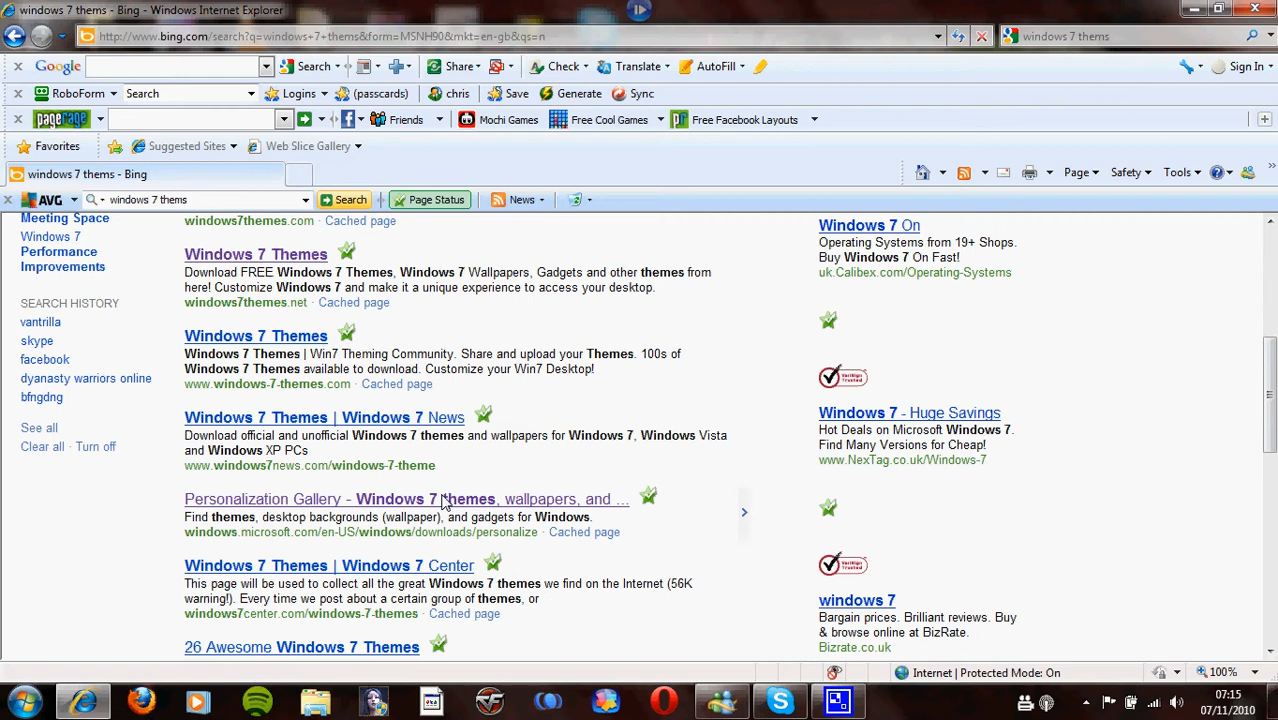 windows 7 thems - Bing - Windows Internet Explorer
http://www.bing.com/search?q=windows+7+thems&form=MSNH90&mkt=en-gb&qs=n
windows 7 thems
Google Search Share Check Translate AutoFill Sign In
RoboForm Search Logins (passcards) chris Save Generate Sync
pagerage Friends Mochi Games Free Cool Games Free Facebook Layouts
Favorites Suggested Sites Web Slice Gallery
windows 7 thems - Bing
Page Safety Tools
AVG windows 7 thems Search Page Status News
Meeting Space
Windows 7
Performance
Improvements
SEARCH HISTORY
vantrilla
skype
facebook
dyanasty warriors online
bfngdng
See all
Clear all · Turn off
windows7themes.com · Cached page
Windows 7 Themes
Download FREE Windows 7 Themes, Windows 7 Wallpapers, Gadgets and other themes from
here! Customize Windows 7 and make it a unique experience to access your desktop.
windows7themes.net · Cached page
Windows 7 Themes
Windows 7 Themes | Win7 Theming Community. Share and upload your Themes. 100s of
Windows 7 Themes available to download. Customize your Win7 Desktop!
www.windows-7-themes.com · Cached page
Windows 7 Themes | Windows 7 News
Download official and unofficial Windows 7 themes and wallpapers for Windows 7, Windows Vista
and Windows XP PCs
www.windows7news.com/windows-7-theme
Personalization Gallery - Windows 7 themes, wallpapers, and ...
Find themes, desktop backgrounds (wallpaper), and gadgets for Windows.
windows.microsoft.com/en-US/windows/downloads/personalize · Cached page
Windows 7 Themes | Windows 7 Center
This page will be used to collect all the great Windows 7 themes we find on the Internet (56K
warning!). Every time we post about a certain group of themes, or
windows7center.com/windows-7-themes · Cached page
26 Awesome Windows 7 Themes
Windows 7 On
Operating Systems from 19+ Shops.
Buy Windows 7 On Fast!
uk.Calibex.com/Operating-Systems
VeriSign
Trusted
Windows 7 - Huge Savings
Hot Deals on Microsoft Windows 7.
Find Many Versions for Cheap!
www.NexTag.co.uk/Windows-7
VeriSign
Trusted
windows 7
Bargain prices. Brilliant reviews. Buy
& browse online at BizRate.
Bizrate.co.uk
Internet | Protected Mode: On
100%
07:15
07/11/2010